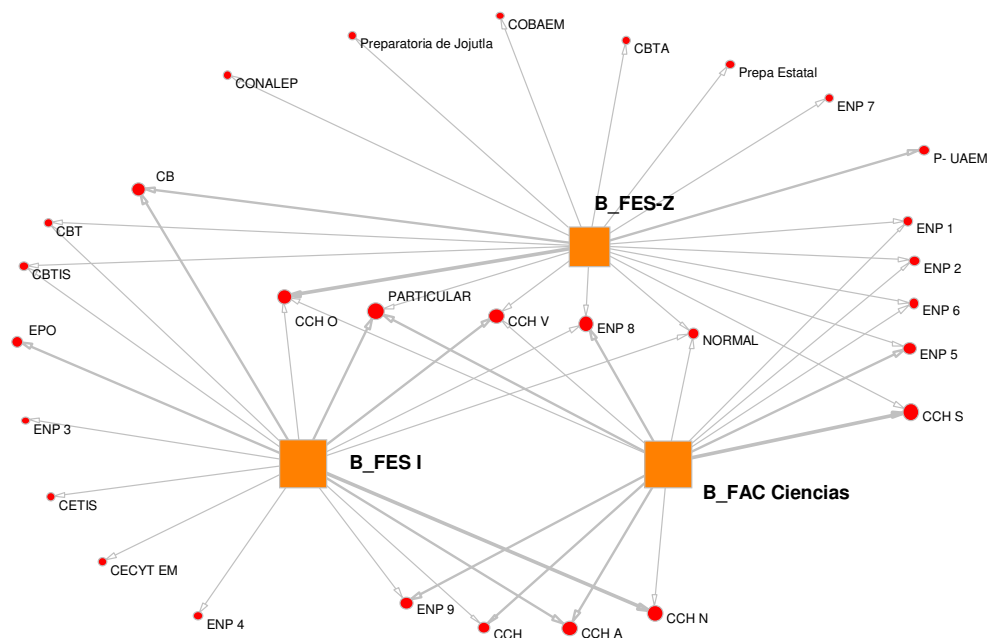 COBAEM
Preparatoria de Jojutla
CBTA
Prepa Estatal
CONALEP
ENP 7
P- UAEM
CB
B_FES-Z
CBT
ENP 1
CBTIS
ENP 2
PARTICULAR
CCH O
ENP 6
EPO
CCH V
ENP 8
NORMAL
ENP 5
CCH S
ENP 3
B_FES I
B_FAC Ciencias
CETIS
CECYT EM
ENP 9
ENP 4
CCH
CCH A
CCH N